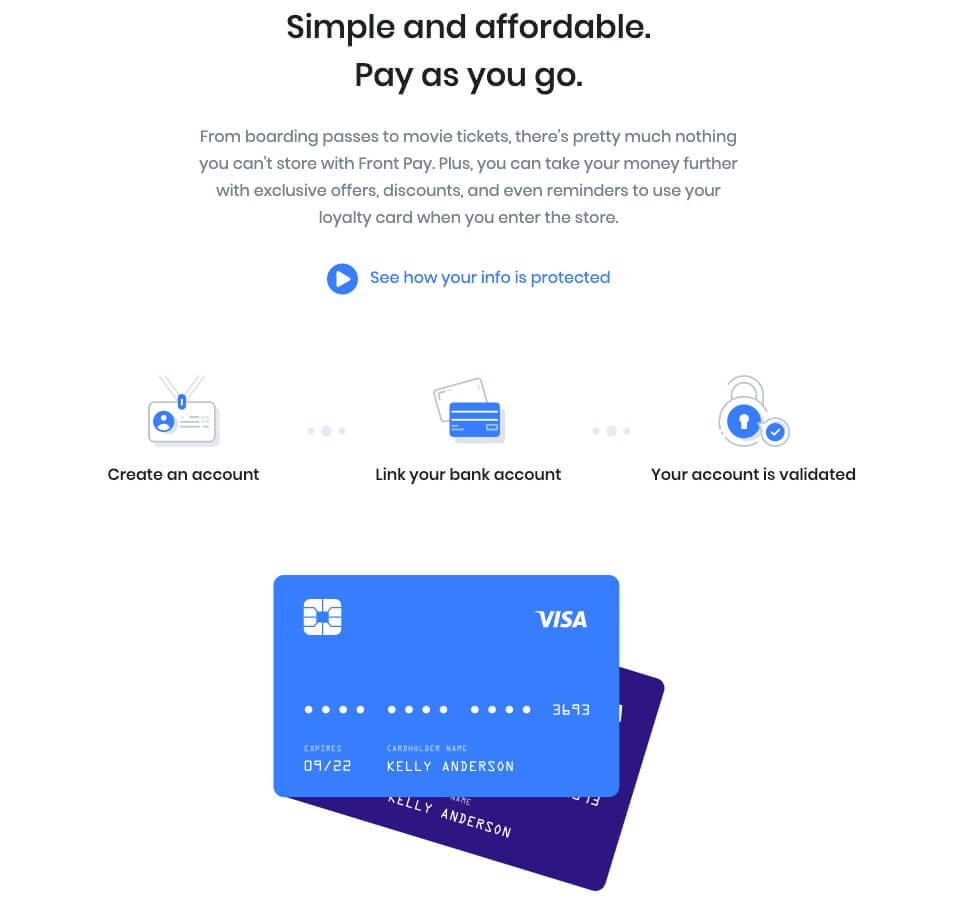 Simple and affordable.
Pay as you go.
From boarding passes to movie tickets, there's pretty much nothing
you can't store with Front Pay. Plus, you can take your money further
with exclusive offers, discounts, and even reminders to use your
loyalty card when you enter the store.
See how your info is protected
Create an account
Link your bank account
Your account is validated
VISA
•••• •••• •••• 3693
EXPIRES
CARDHOLDER NAME
09/22
KELLY ANDERSON
NAME
KELLY ANDERSON